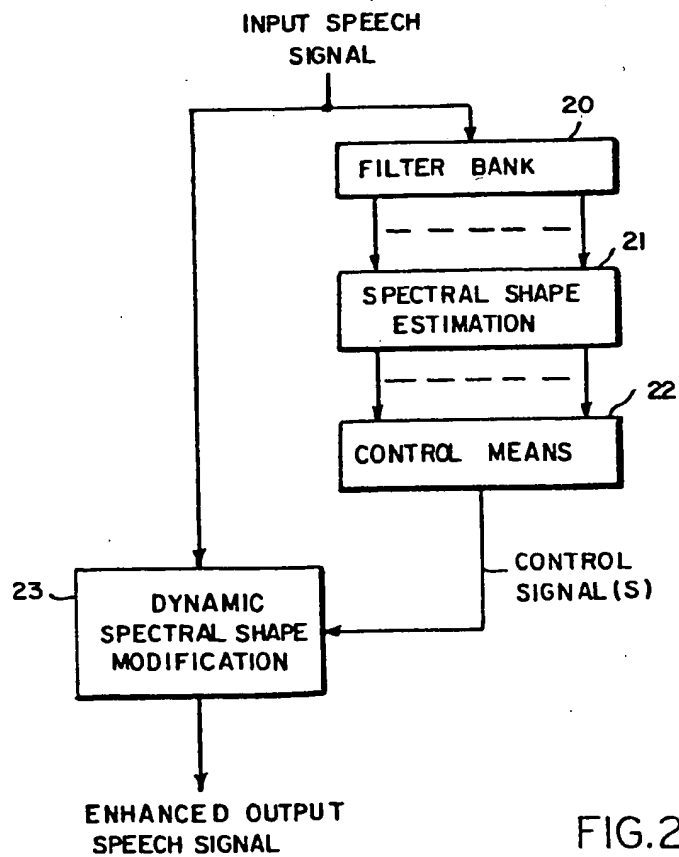 INPUT SPEECH
SIGNAL
20
FILTER BANK
21
SPECTRAL SHAPE
ESTIMATION
22
CONTROL MEANS
CONTROL
SIGNAL(S)
23
DYNAMIC
SPECTRAL SHAPE
MODIFICATION
ENHANCED OUTPUT
SPEECH SIGNAL
FIG.2